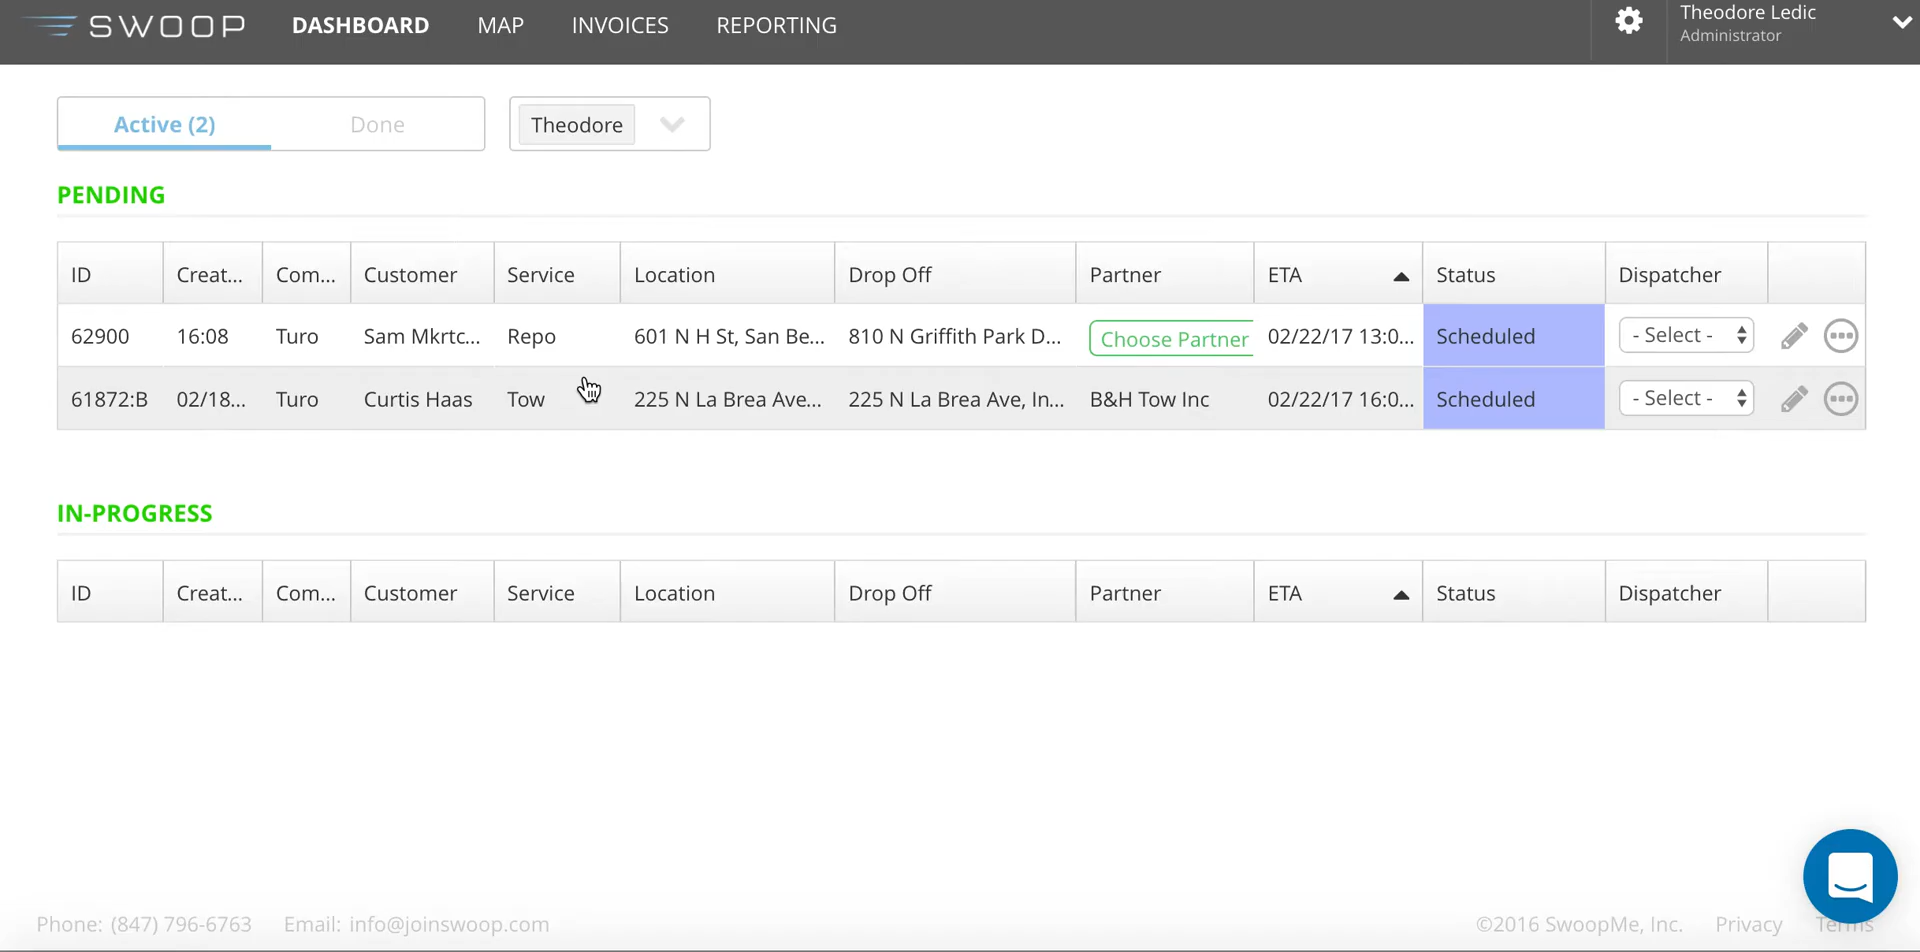 SWOOP DASHBOARD MAP INVOICES REPORTING Theodore Ledic
Administrator
Active (2) Done Theodore
PENDING
ID Creat... Com... Customer Service Location Drop Off Partner ETA Status Dispatcher
62900 16:08 Turo Sam Mkrtc... Repo 601 N H St, San Be... 810 N Griffith Park D... Choose Partner 02/22/17 13:0... Scheduled - Select -
61872:B 02/18... Turo Curtis Haas Tow 225 N La Brea Ave... 225 N La Brea Ave, In... B&H Tow Inc 02/22/17 16:0... Scheduled - Select -
IN-PROGRESS
ID Creat... Com... Customer Service Location Drop Off Partner ETA Status Dispatcher
Phone: (847) 796-6763 Email: info@joinswoop.com ©2016 SwoopMe, Inc. Privacy Terms